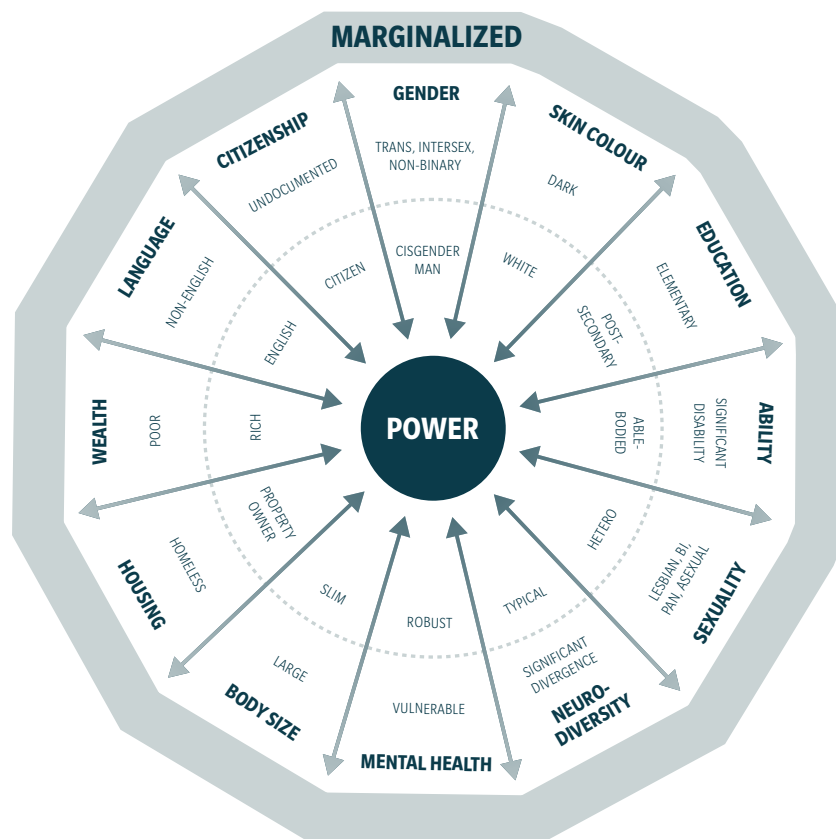 MARGINALIZED
GENDER
TRANS, INTERSEX,
NON-BINARY
CISGENDER
MAN
SKIN COLOUR
DARK
WHITE
EDUCATION
ELEMENTARY
POST-
SECONDARY
ABILITY
SIGNIFICANT
DISABILITY
ABLE-
BODIED
SEXUALITY
LESBIAN, BI,
PAN, ASEXUAL
HETERO
NEURO-
DIVERSITY
SIGNIFICANT
DIVERGENCE
TYPICAL
MENTAL HEALTH
VULNERABLE
ROBUST
BODY SIZE
LARGE
SLIM
HOUSING
HOMELESS
PROPERTY
OWNER
WEALTH
POOR
RICH
LANGUAGE
NON-ENGLISH
ENGLISH
CITIZENSHIP
UNDOCUMENTED
CITIZEN
POWER